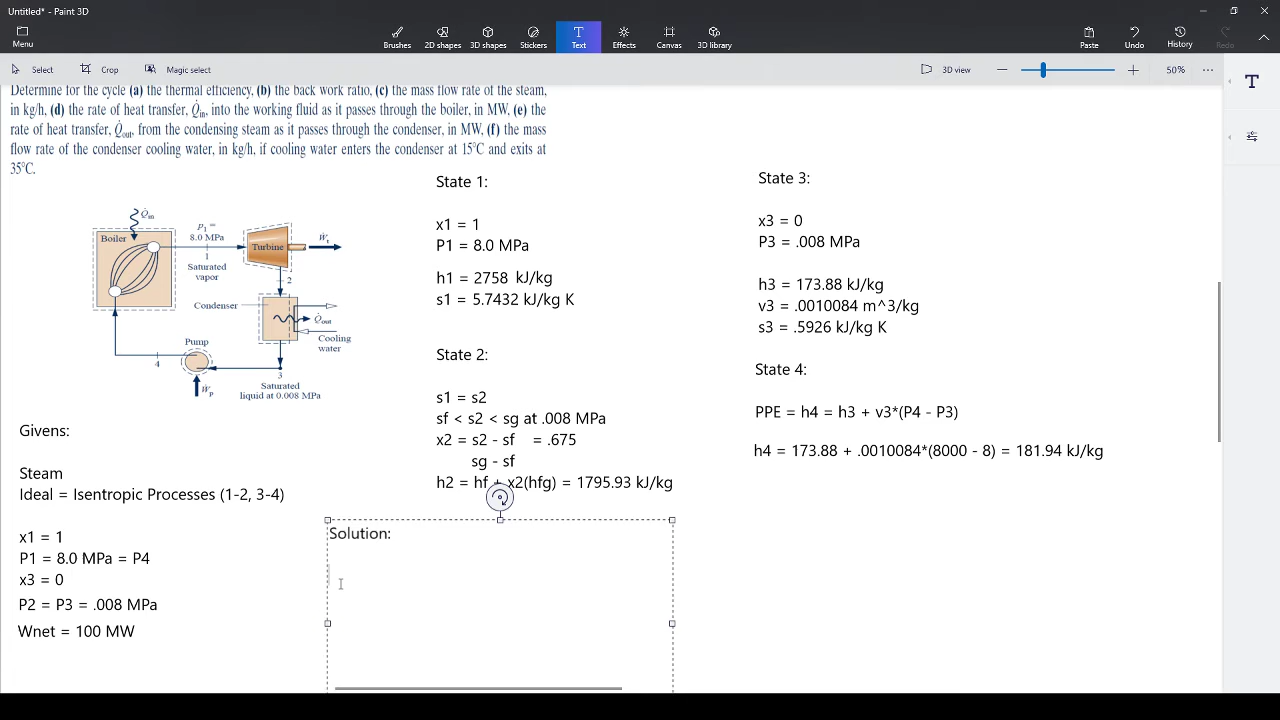 Untitled* - Paint 3D
Menu
Brushes
2D shapes
3D shapes
Stickers
Text
Effects
Canvas
3D library
Paste
Undo
History
Redo
Select
Crop
Magic select
3D view
50%
T
Determine for the cycle (a) the thermal efficiency, (b) the back work ratio, (c) the mass flow rate of the steam,
in kg/h, (d) the rate of heat transfer, Q̇in, into the working fluid as it passes through the boiler, in MW, (e) the
rate of heat transfer, Q̇out, from the condensing steam as it passes through the condenser, in MW, (f) the mass
flow rate of the condenser cooling water, in kg/h, if cooling water enters the condenser at 15°C and exits at
35°C.
Q̇in
Boiler
p1 =
8.0 MPa
1
Saturated
vapor
Turbine
Ẇt
2
Condenser
Q̇out
Cooling
water
Pump
4
Ẇp
3
Saturated
liquid at 0.008 MPa
Givens:
Steam
Ideal = Isentropic Processes (1-2, 3-4)
x1 = 1
P1 = 8.0 MPa = P4
x3 = 0
P2 = P3 = .008 MPa
Wnet = 100 MW
State 1:
x1 = 1
P1 = 8.0 MPa
h1 = 2758 kJ/kg
s1 = 5.7432 kJ/kg K
State 2:
s1 = s2
sf < s2 < sg at .008 MPa
x2 = s2 - sf = .675
sg - sf
h2 = hf + x2(hfg) = 1795.93 kJ/kg
Solution:
State 3:
x3 = 0
P3 = .008 MPa
h3 = 173.88 kJ/kg
v3 = .0010084 m^3/kg
s3 = .5926 kJ/kg K
State 4:
PPE = h4 = h3 + v3*(P4 - P3)
h4 = 173.88 + .0010084*(8000 - 8) = 181.94 kJ/kg